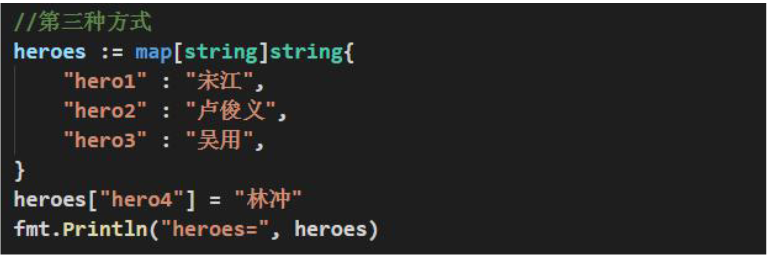 //第三种方式
heroes := map[string]string{
    "hero1" : "宋江",
    "hero2" : "卢俊义",
    "hero3" : "吴用",
}
heroes["hero4"] = "林冲"
fmt.Println("heroes=", heroes)